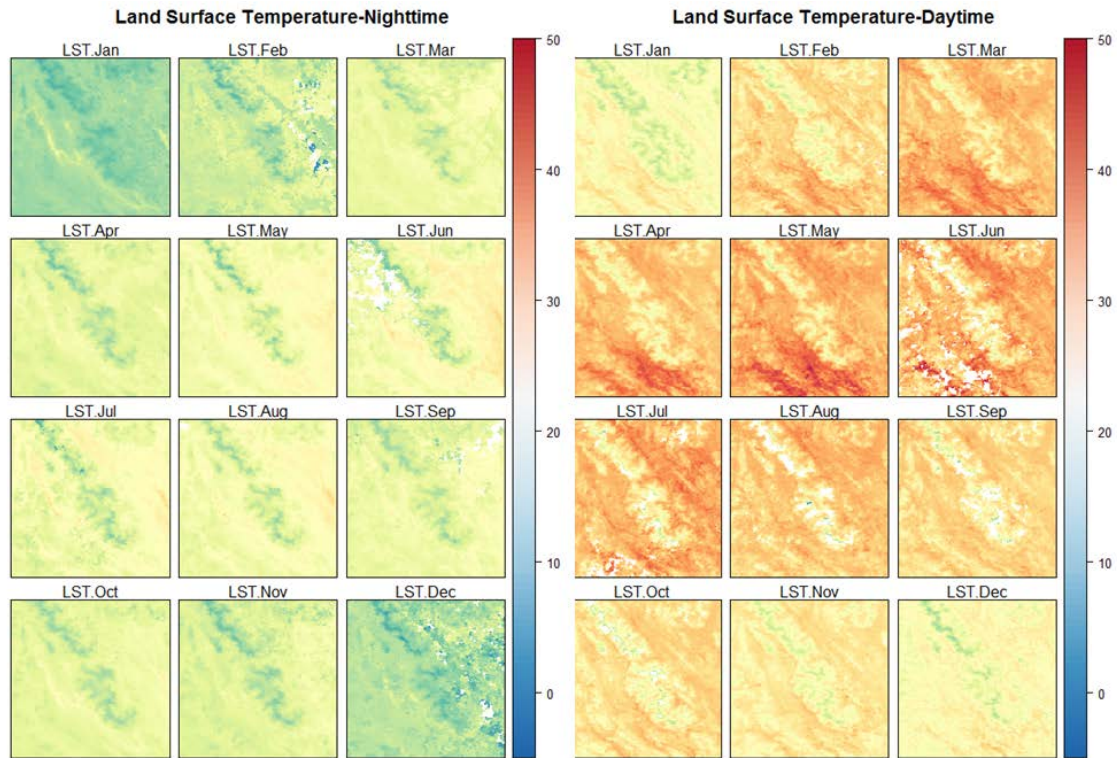 Land Surface Temperature-Nighttime
LST.Jan LST.Feb LST.Mar
LST.Apr LST.May LST.Jun
LST.Jul LST.Aug LST.Sep
LST.Oct LST.Nov LST.Dec
50
40
30
20
10
0
Land Surface Temperature-Daytime
LST.Jan LST.Feb LST.Mar
LST.Apr LST.May LST.Jun
LST.Jul LST.Aug LST.Sep
LST.Oct LST.Nov LST.Dec
50
40
30
20
10
0